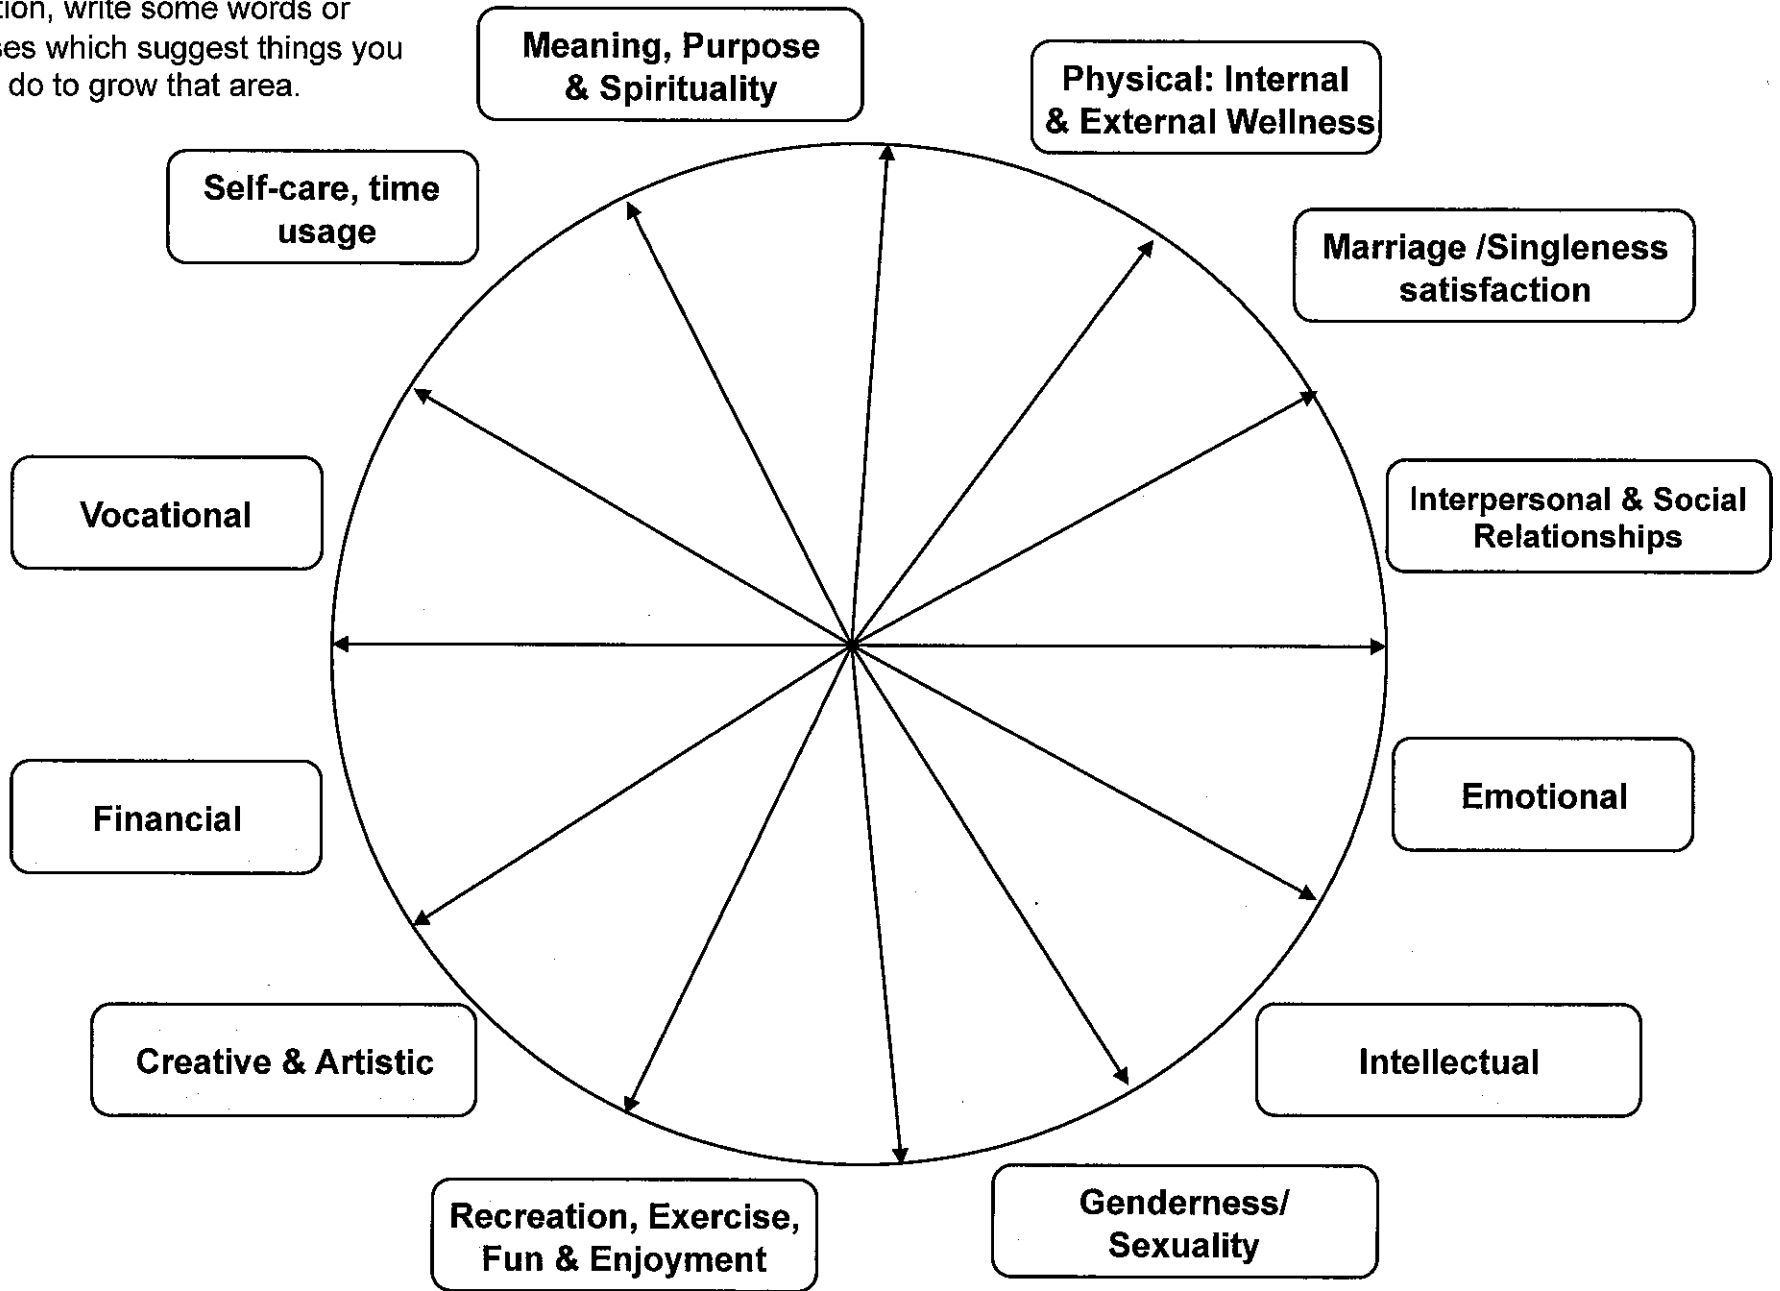 write some words or
which suggest things you
do to grow that area.
Meaning, Purpose
& Spirituality
Physical: Internal
& External Wellness
Self-care, time
usage
Marriage /Singleness
satisfaction
Vocational
Interpersonal & Social
Relationships
Financial
Emotional
Creative & Artistic
Intellectual
Recreation, Exercise,
Fun & Enjoyment
Genderness/
Sexuality